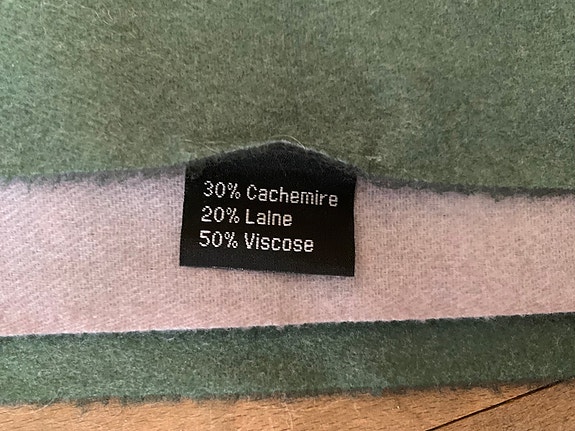 30% Cachemire
20% Laine
50% Viscose